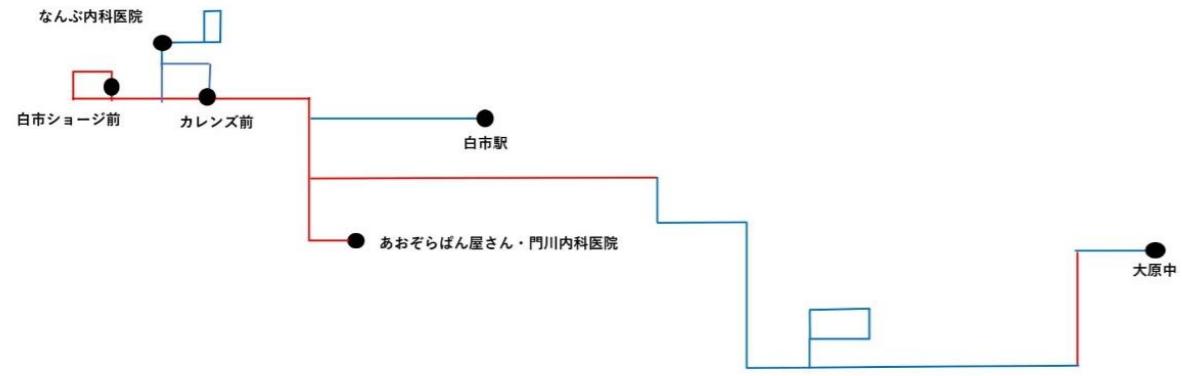 なんぶ内科医院
白市ショージ前
カレンズ前
白市駅
あおぞらぱん屋さん・門川内科医院
大原中